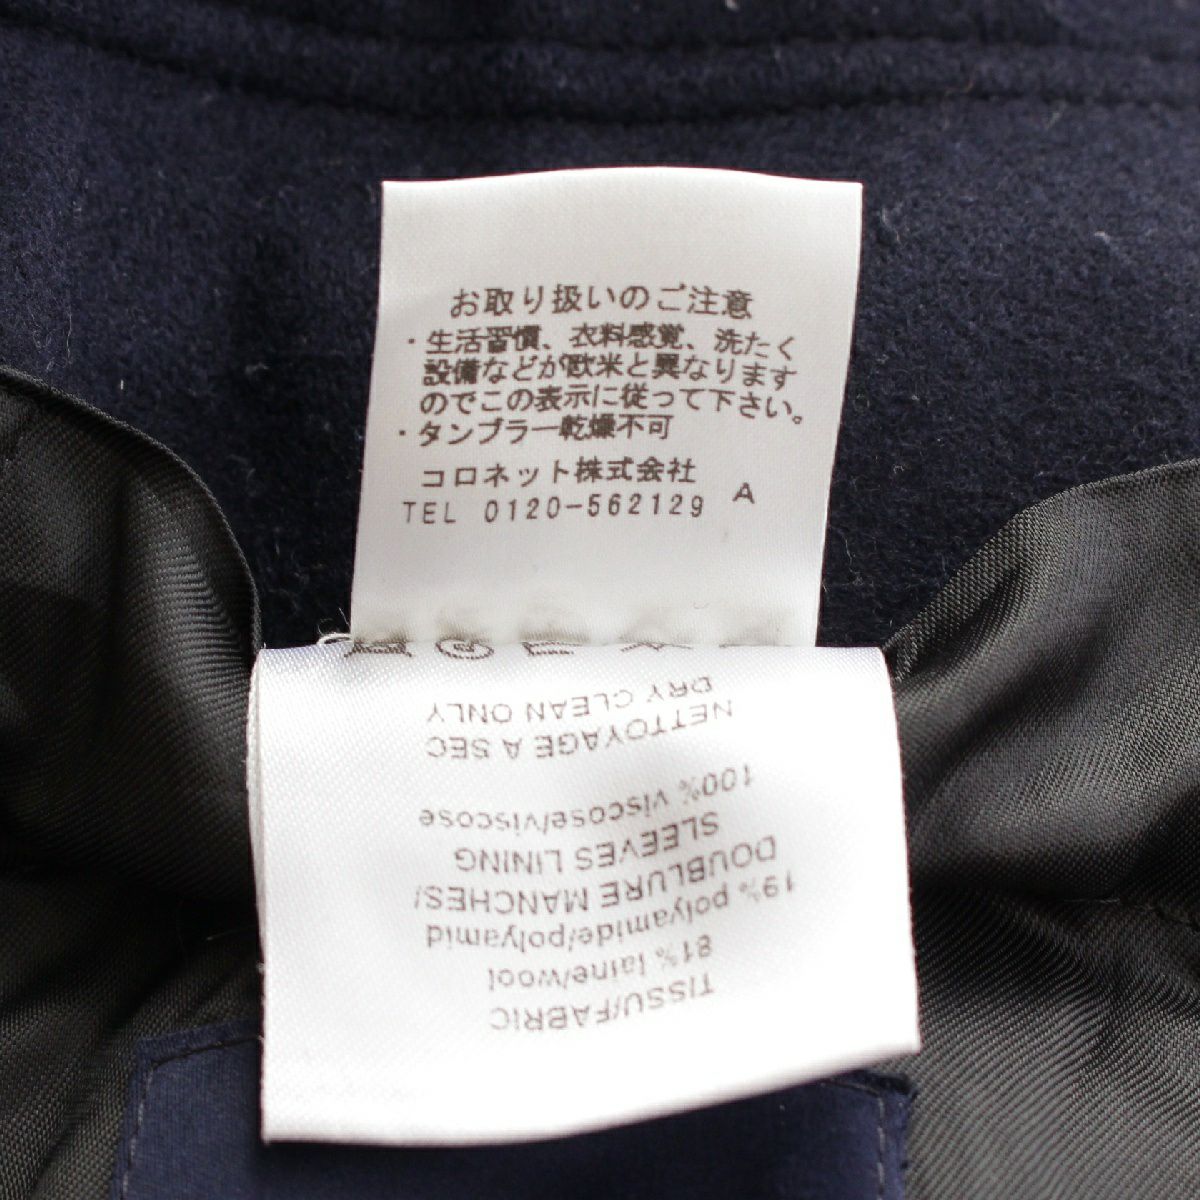 お取り扱いのご注意
・生活習慣、衣料感覚、洗たく
設備などが欧米と異なります
のでこの表示に従って下さい。
・タンブラー乾燥不可
コロネット株式会社
TEL 0120-562129 A
TISSU/FABRIC
81% laine/wool
19% polyamide/polyamid
DOUBLURE MANCHES/
SLEEVES LINING
100% viscose/viscose
NETTOYAGE A SEC
DRY CLEAN ONLY